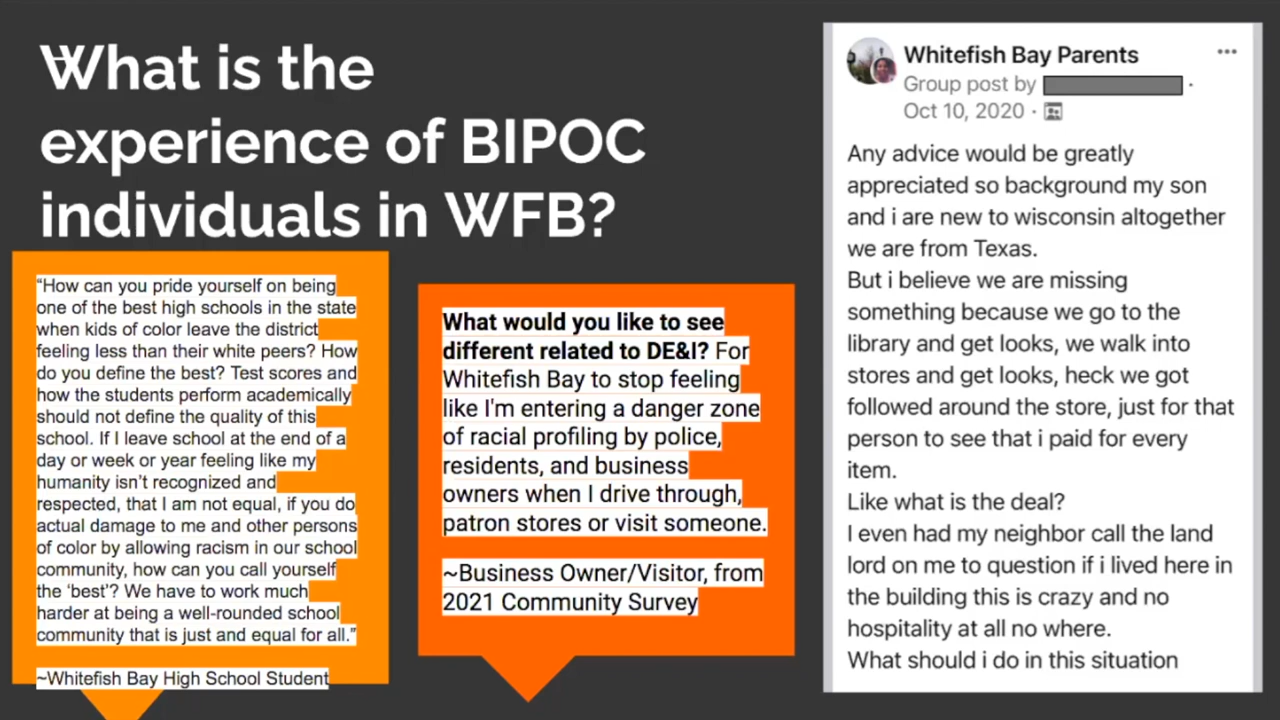 What is the
experience of BIPOC
individuals in WFB?
“How can you pride yourself on being
one of the best high schools in the state
when kids of color leave the district
feeling less than their white peers? How
do you define the best? Test scores and
how the students perform academically
should not define the quality of this
school. If I leave school at the end of a
day or week or year feeling like my
humanity isn’t recognized and
respected, that I am not equal, if you do
actual damage to me and other persons
of color by allowing racism in our school
community, how can you call yourself
the ‘best’? We have to work much
harder at being a well-rounded school
community that is just and equal for all.”
~Whitefish Bay High School Student
What would you like to see
different related to DE&I? For
Whitefish Bay to stop feeling
like I'm entering a danger zone
of racial profiling by police,
residents, and business
owners when I drive through,
patron stores or visit someone.
~Business Owner/Visitor, from
2021 Community Survey
Whitefish Bay Parents
Group post by
Oct 10, 2020
Any advice would be greatly
appreciated so background my son
and i are new to wisconsin altogether
we are from Texas.
But i believe we are missing
something because we go to the
library and get looks, we walk into
stores and get looks, heck we got
followed around the store, just for that
person to see that i paid for every
item.
Like what is the deal?
I even had my neighbor call the land
lord on me to question if i lived here in
the building this is crazy and no
hospitality at all no where.
What should i do in this situation